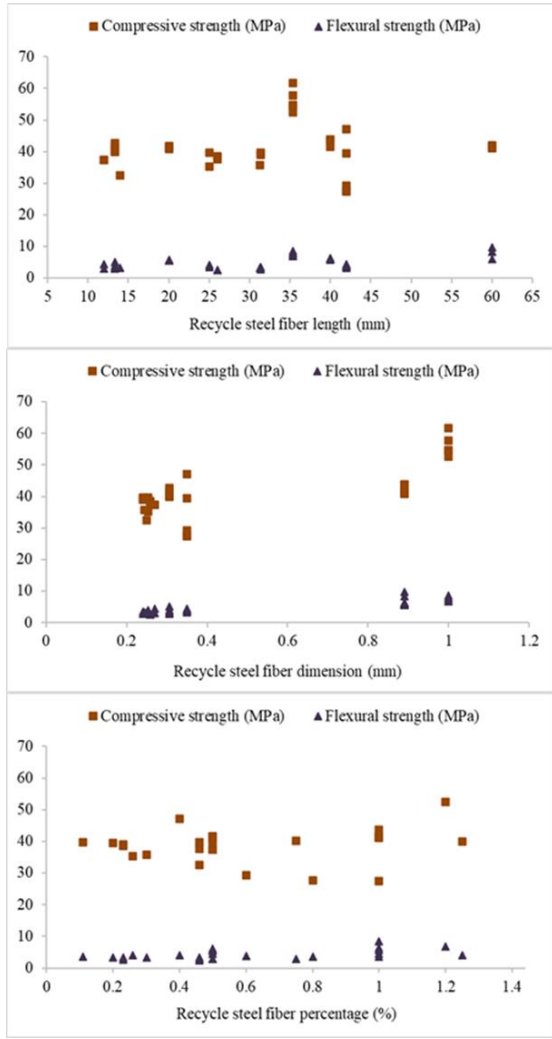 Compressive strength (MPa) Flexural strength (MPa)
70
60
50
40
30
20
10
0
5 10 15 20 25 30 35 40 45 50 55 60 65
Recycle steel fiber length (mm)
Compressive strength (MPa) Flexural strength (MPa)
70
60
50
40
30
20
10
0
0 0.2 0.4 0.6 0.8 1 1.2
Recycle steel fiber dimension (mm)
Compressive strength (MPa) Flexural strength (MPa)
70
60
50
40
30
20
10
0
0 0.2 0.4 0.6 0.8 1 1.2 1.4
Recycle steel fiber percentage (%)